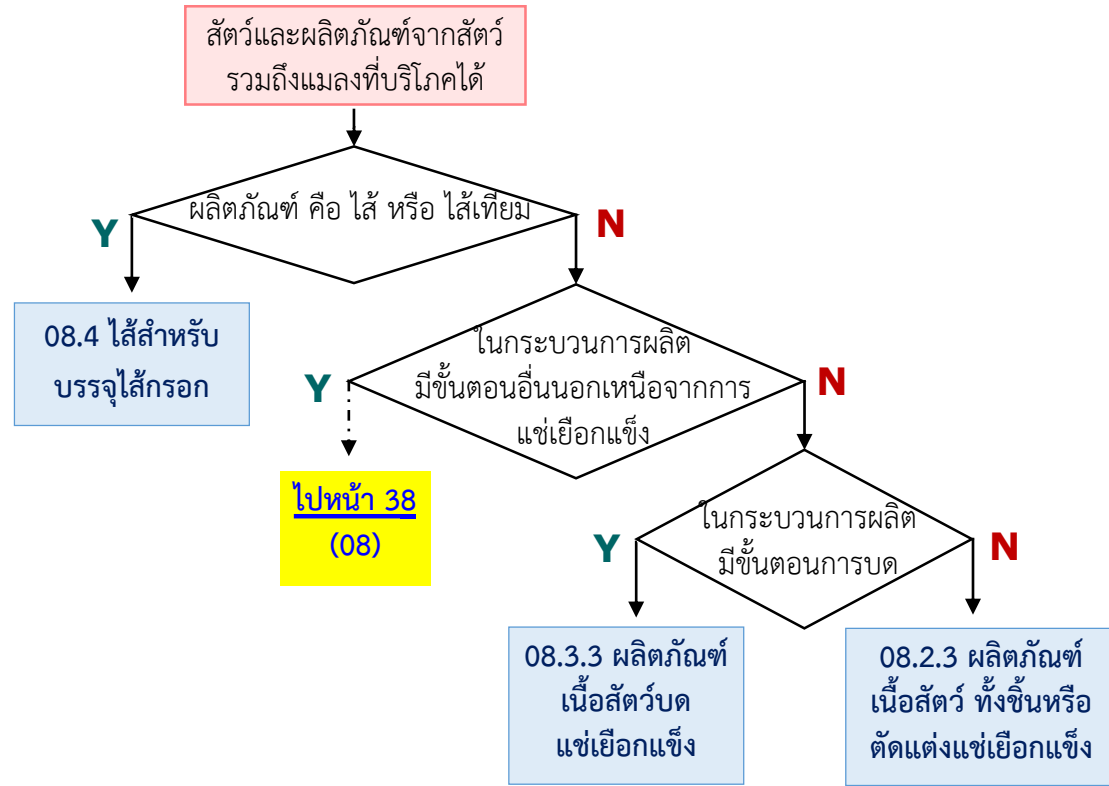 สัตว์และผลิตภัณฑ์จากสัตว์
รวมถึงแมลงที่บริโภคได้
ผลิตภัณฑ์ คือ ไส้ หรือ ไส้เทียม
Y
N
08.4 ไส้สำหรับ
บรรจุไส้กรอก
ในกระบวนการผลิต
มีขั้นตอนอื่นนอกเหนือจากการ
แช่เยือกแข็ง
Y
N
ไปหน้า 38
(08)
ในกระบวนการผลิต
มีขั้นตอนการบด
Y
N
08.3.3 ผลิตภัณฑ์
เนื้อสัตว์บด
แช่เยือกแข็ง
08.2.3 ผลิตภัณฑ์
เนื้อสัตว์ ทั้งชิ้นหรือ
ตัดแต่งแช่เยือกแข็ง